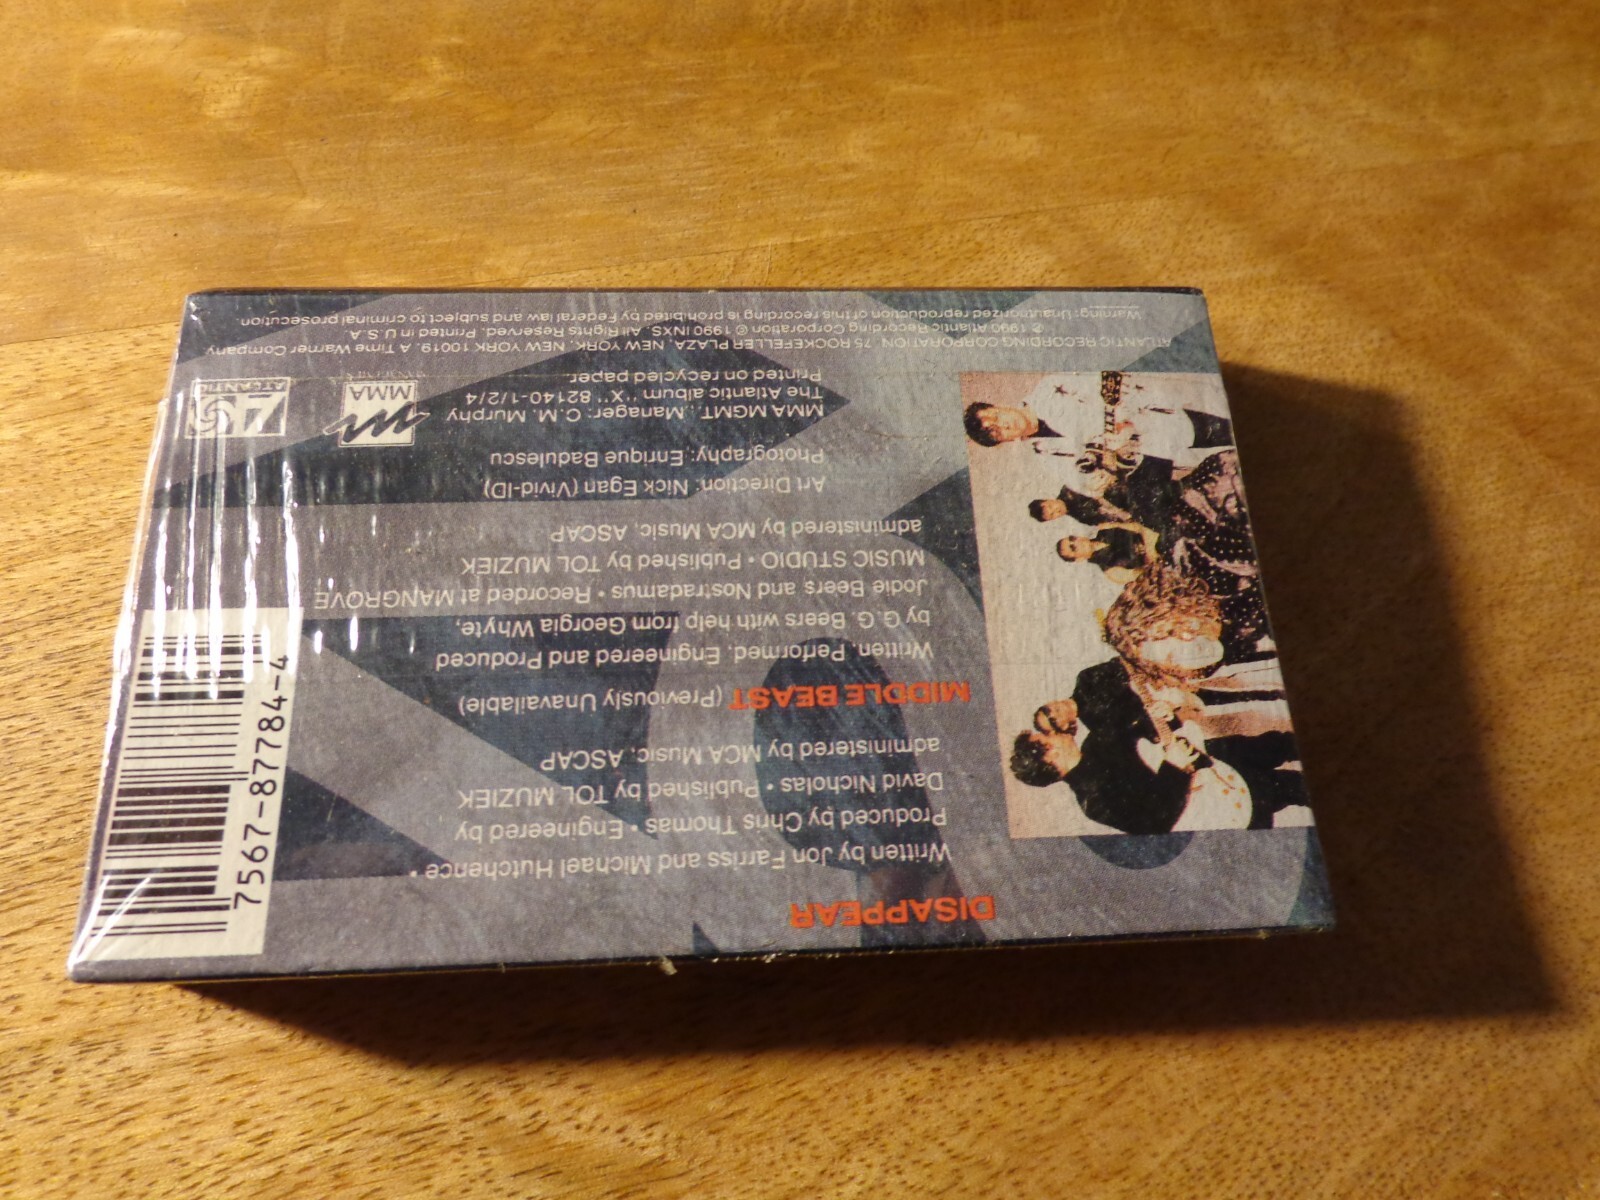 DISAPPEAR
Written by Jon Farriss and Michael Hutchence •
Produced by Chris Thomas • Engineered by
David Nicholas • Published by TOL MUZIEK
administered by MCA Music, ASCAP
MIDDLE BEAST (Previously Unavailable)
Written, Performed, Engineered and Produced
by G.G. Beers with help from Georgia Whyte,
Jodie Beers and Nostradamus • Recorded at MANGROVE
MUSIC STUDIO • Published by TOL MUZIEK
administered by MCA Music, ASCAP
Art Direction: Nick Egan (Vivid-ID)
Photography: Enrique Badulescu
MMA MGMT., Manager: C.M. Murphy
The Atlantic album "X" 82140-1/2/4
Printed on recycled paper.
MMA
ATLANTIC
ATLANTIC RECORDING CORPORATION, 75 ROCKEFELLER PLAZA, NEW YORK, NEW YORK 10019. A Time Warner Company.
℗ 1990 Atlantic Recording Corporation © 1990 INXS. All Rights Reserved. Printed in U.S.A.
Warning: Unauthorized reproduction of this recording is prohibited by Federal law and subject to criminal prosecution.
7567-87784-4